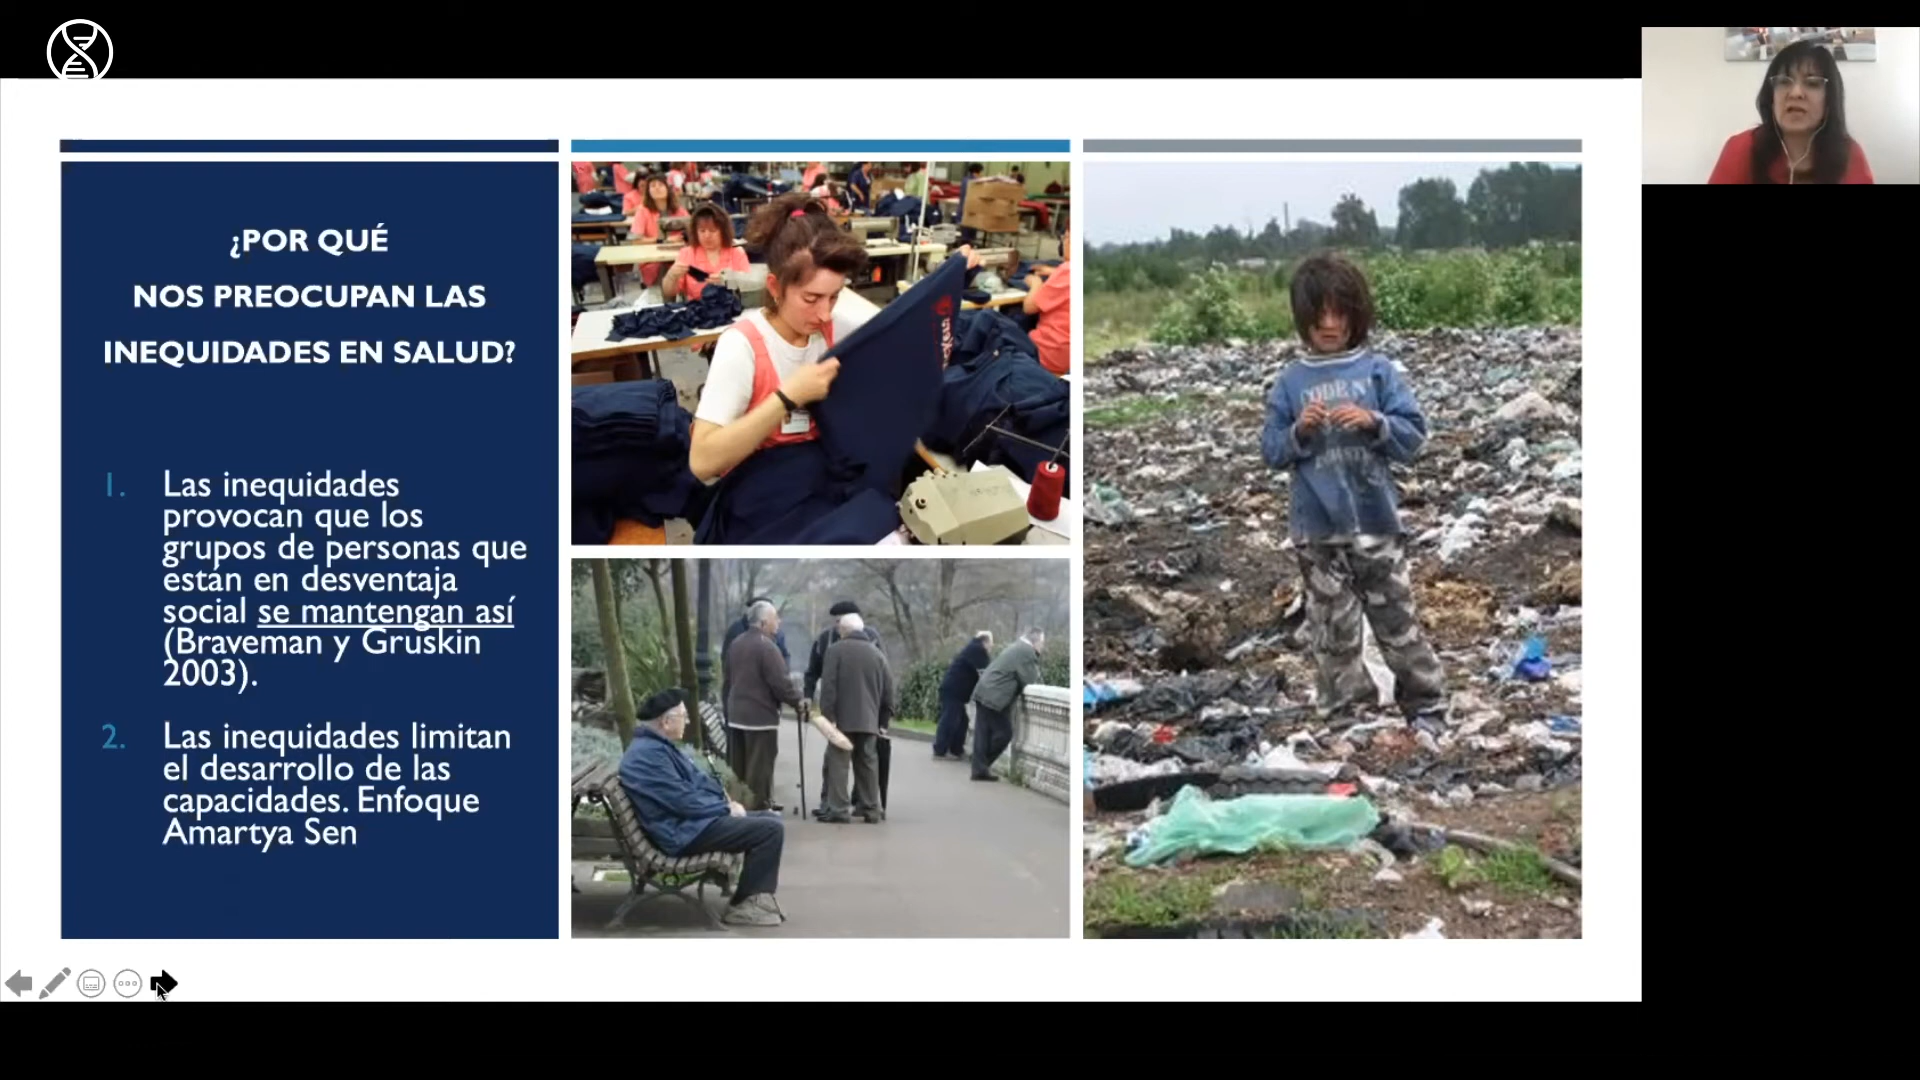 ¿POR QUÉ
NOS PREOCUPAN LAS
INEQUIDADES EN SALUD?
1. Las inequidades
provocan que los
grupos de personas que
están en desventaja
social se mantengan así
(Braveman y Gruskin
2003).
2. Las inequidades limitan
el desarrollo de las
capacidades. Enfoque
Amartya Sen